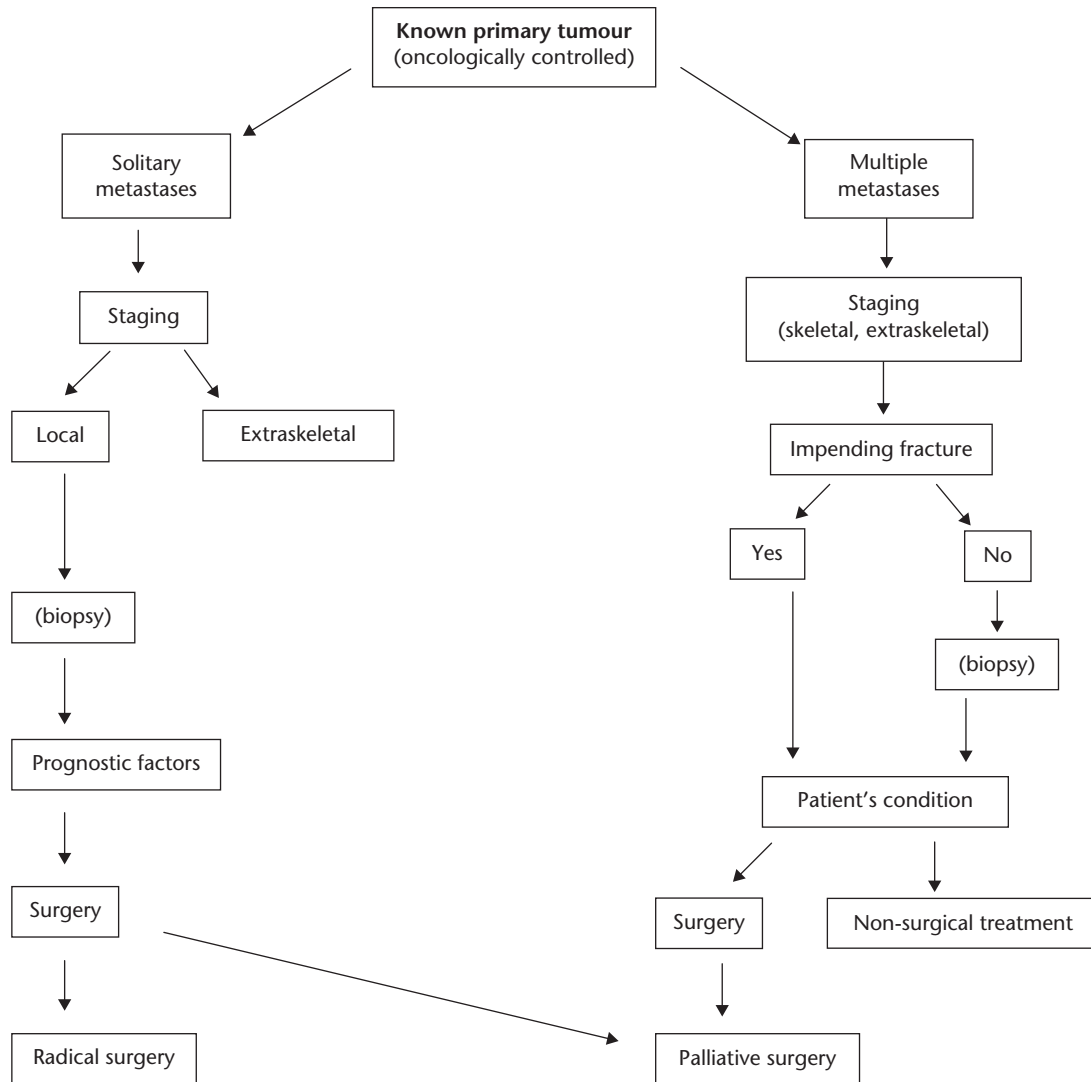 Known primary tumour
(oncologically controlled)
Solitary
metastases
Multiple
metastases
Staging
Staging
(skeletal, extraskeletal)
Local
Extraskeletal
Impending fracture
Yes
No
(biopsy)
(biopsy)
Prognostic factors
Patient's condition
Surgery
Surgery
Non-surgical treatment
Radical surgery
Palliative surgery